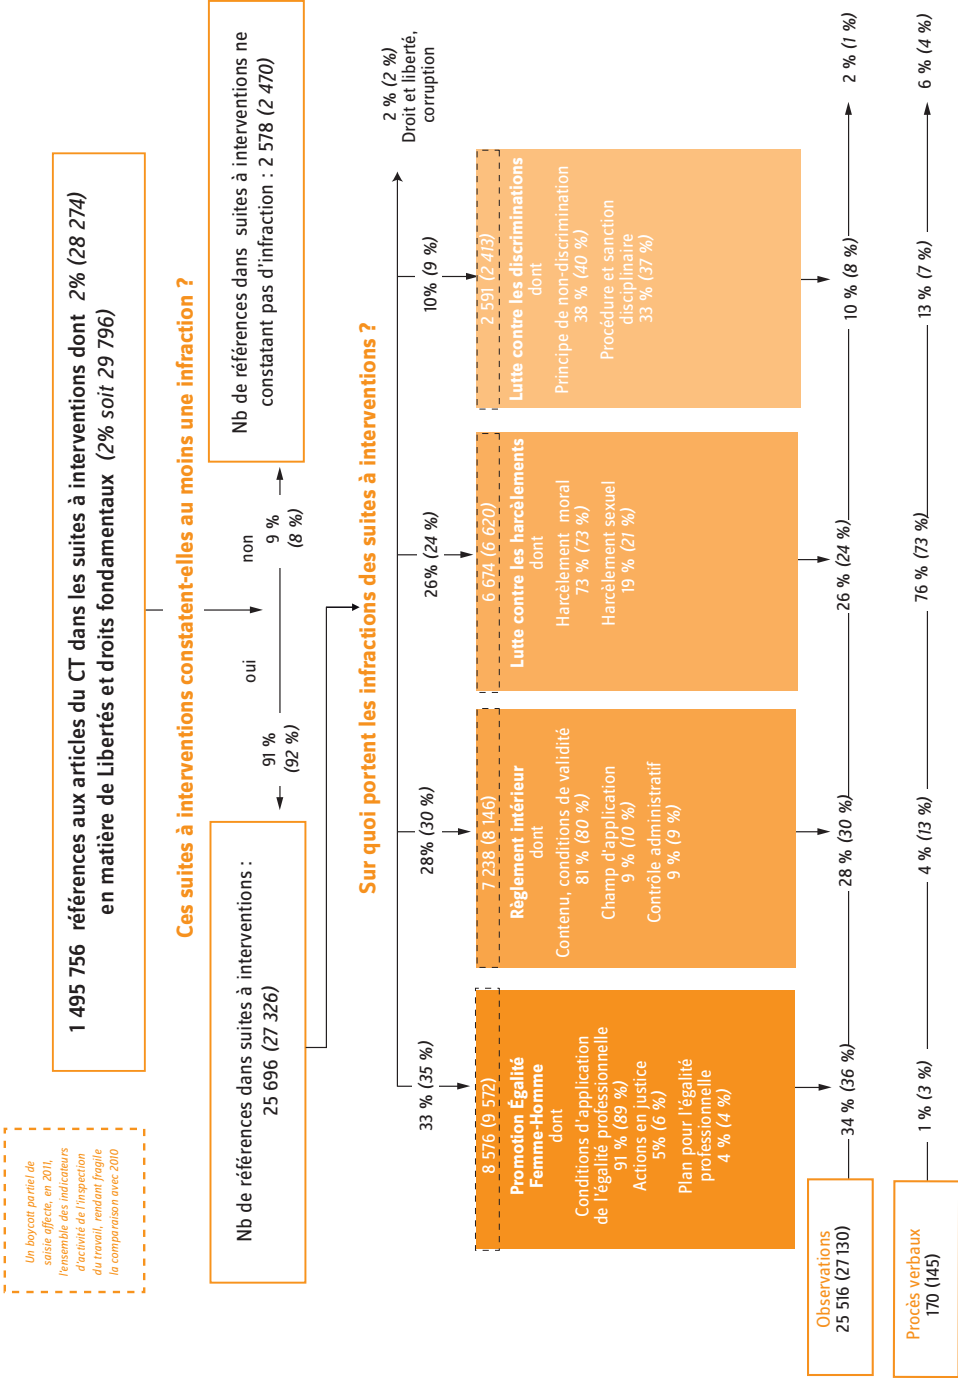 Un boycott partiel de
saisie affecte, en 2011,
l'ensemble des indicateurs
d'activité de l'inspection
du travail, rendant fragile
la comparaison avec 2010
1 495 756 références aux articles du CT dans les suites à interventions dont 2% (28 274)
en matière de Libertés et droits fondamentaux (2% soit 29 796)
Ces suites à interventions constatent-elles au moins une infraction ?
oui
non
91 %
(92 %)
9 %
(8 %)
Nb de références dans suites à interventions :
25 696 (27 326)
Nb de références dans suites à interventions ne
constatant pas d'infraction : 2 578 (2 470)
Sur quoi portent les infractions des suites à interventions ?
33 % (35 %)
28% (30 %)
26% (24 %)
10% (9 %)
2 % (2 %)
Droit et liberté,
corruption
8 576 (9 572)
Promotion Égalité
Femme-Homme
dont
Conditions d'application
de l'égalité professionnelle
91 % (89 %)
Actions en justice
5% (6 %)
Plan pour l'égalité
professionnelle
4 % (4 %)
7 238 (8 146)
Règlement intérieur
dont
Contenu, conditions de validité
81 % (80 %)
Champ d'application
9 % (10 %)
Contrôle administratif
9 % (9 %)
6 674 (6 620)
Lutte contre les harcèlements
dont
Harcèlement moral
73 % (73 %)
Harcèlement sexuel
19 % (21 %)
2 591 (2 413)
Lutte contre les discriminations
dont
Principe de non-discrimination
38 % (40 %)
Procédure et sanction
disciplinaire
33 % (37 %)
Observations
25 516 (27 130)
34 % (36 %)
28 % (30 %)
26 % (24 %)
10 % (8 %)
2 % (1 %)
Procès verbaux
170 (145)
1 % (3 %)
4 % (13 %)
76 % (73 %)
13 % (7 %)
6 % (4 %)